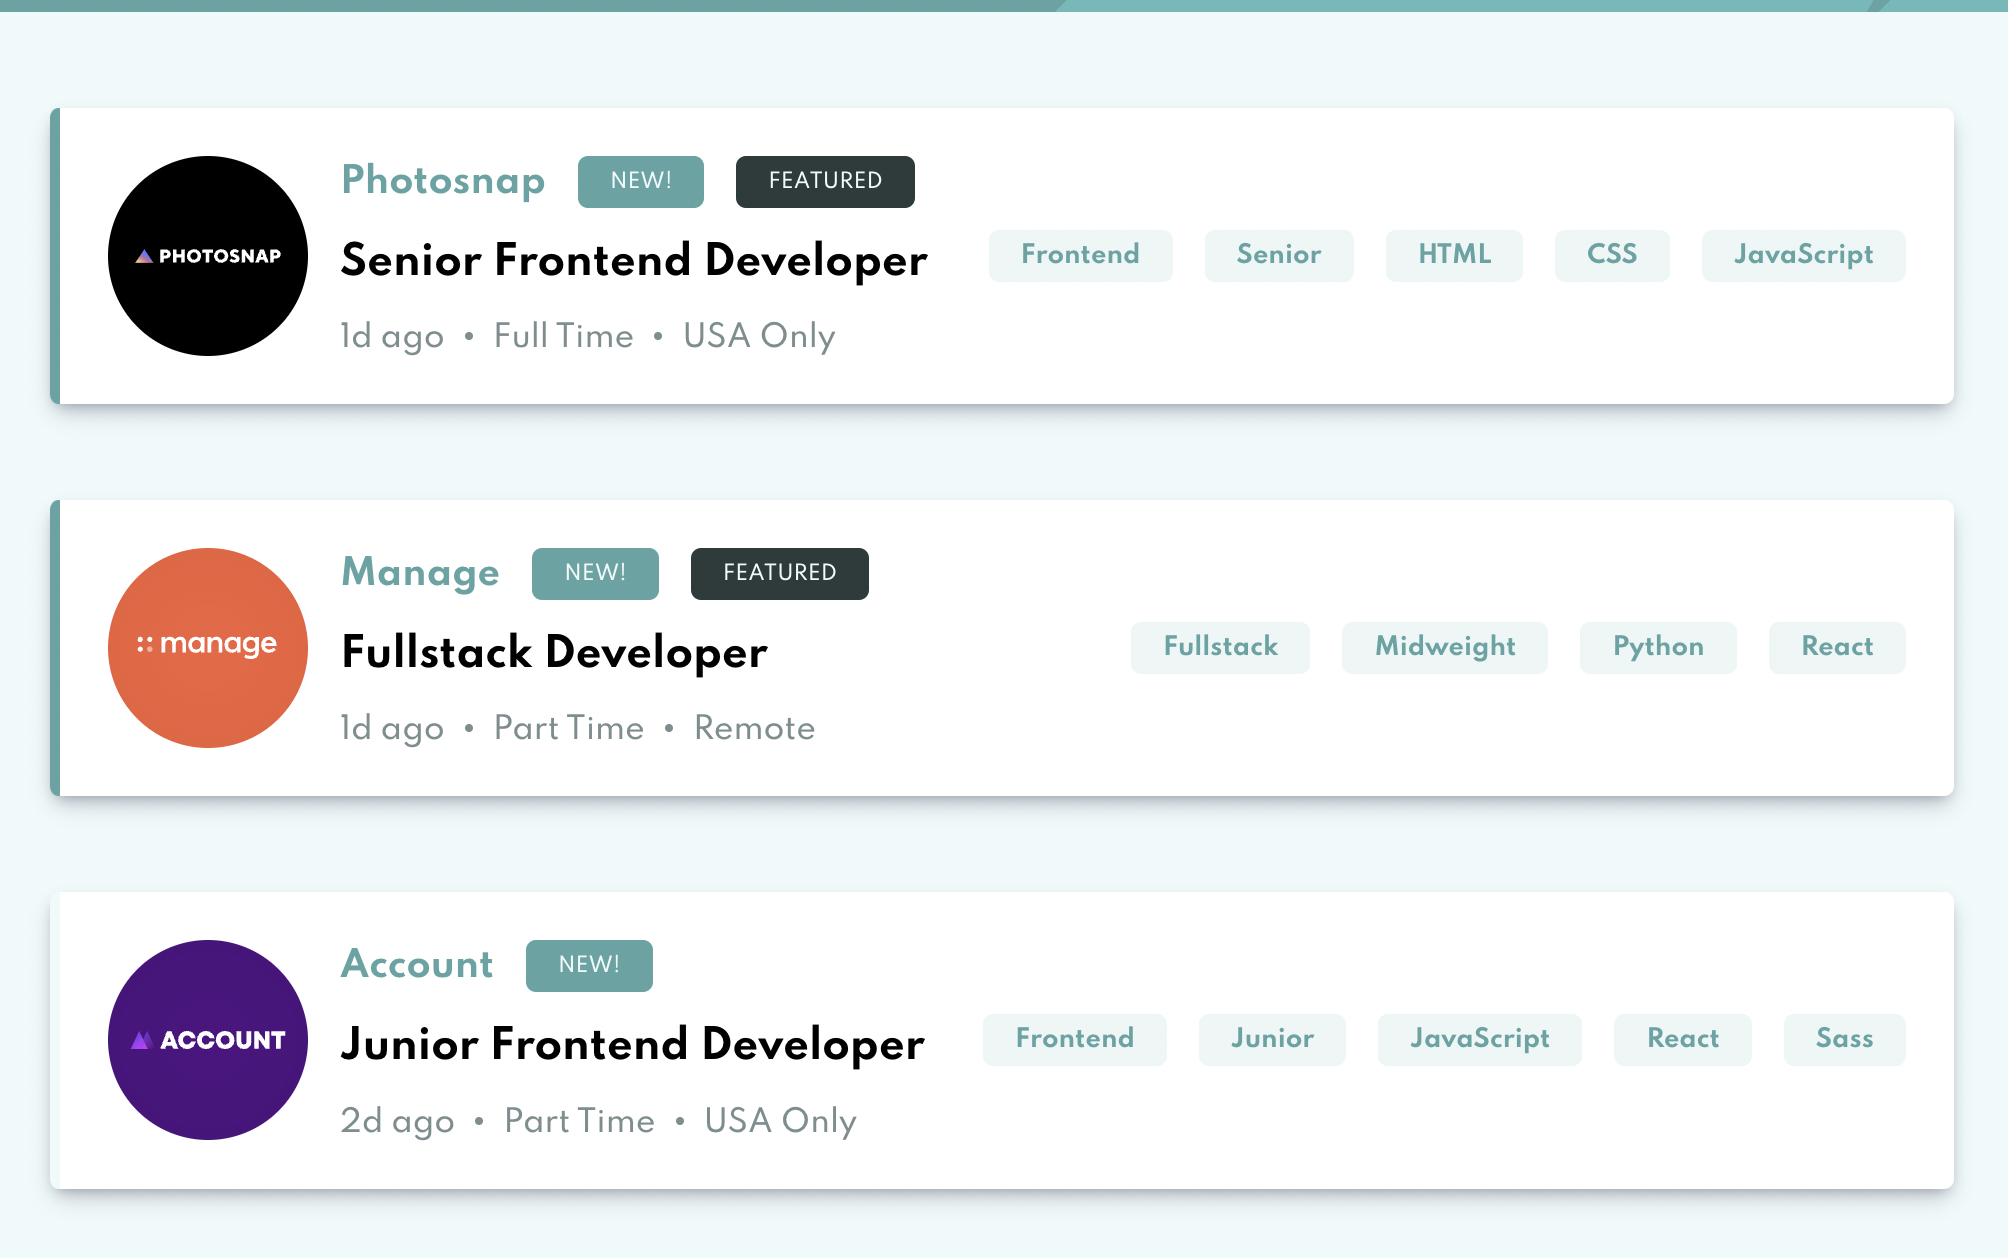 PHOTOSNAP
Photosnap NEW! FEATURED
Senior Frontend Developer
1d ago • Full Time • USA Only
Frontend Senior HTML CSS JavaScript
manage
Manage NEW! FEATURED
Fullstack Developer
1d ago • Part Time • Remote
Fullstack Midweight Python React
ACCOUNT
Account NEW!
Junior Frontend Developer
2d ago • Part Time • USA Only
Frontend Junior JavaScript React Sass